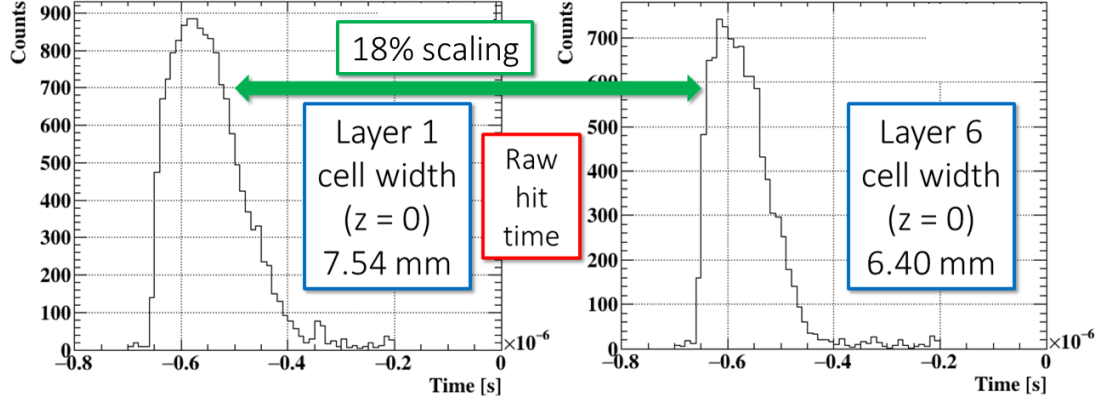 Counts
900
800
700
900
500
400
300
200
100
0
−0.8
−0.6
−0.4
−0.2
0
×10⁻⁶
Time [s]
18% scaling
Layer 1
cell width
(z = 0)
7.54 mm
Raw
hit
time
Counts
700
600
500
400
300
200
100
0
−0.8
−0.6
−0.4
−0.2
0
×10⁻⁶
Time [s]
Layer 6
cell width
(z = 0)
6.40 mm